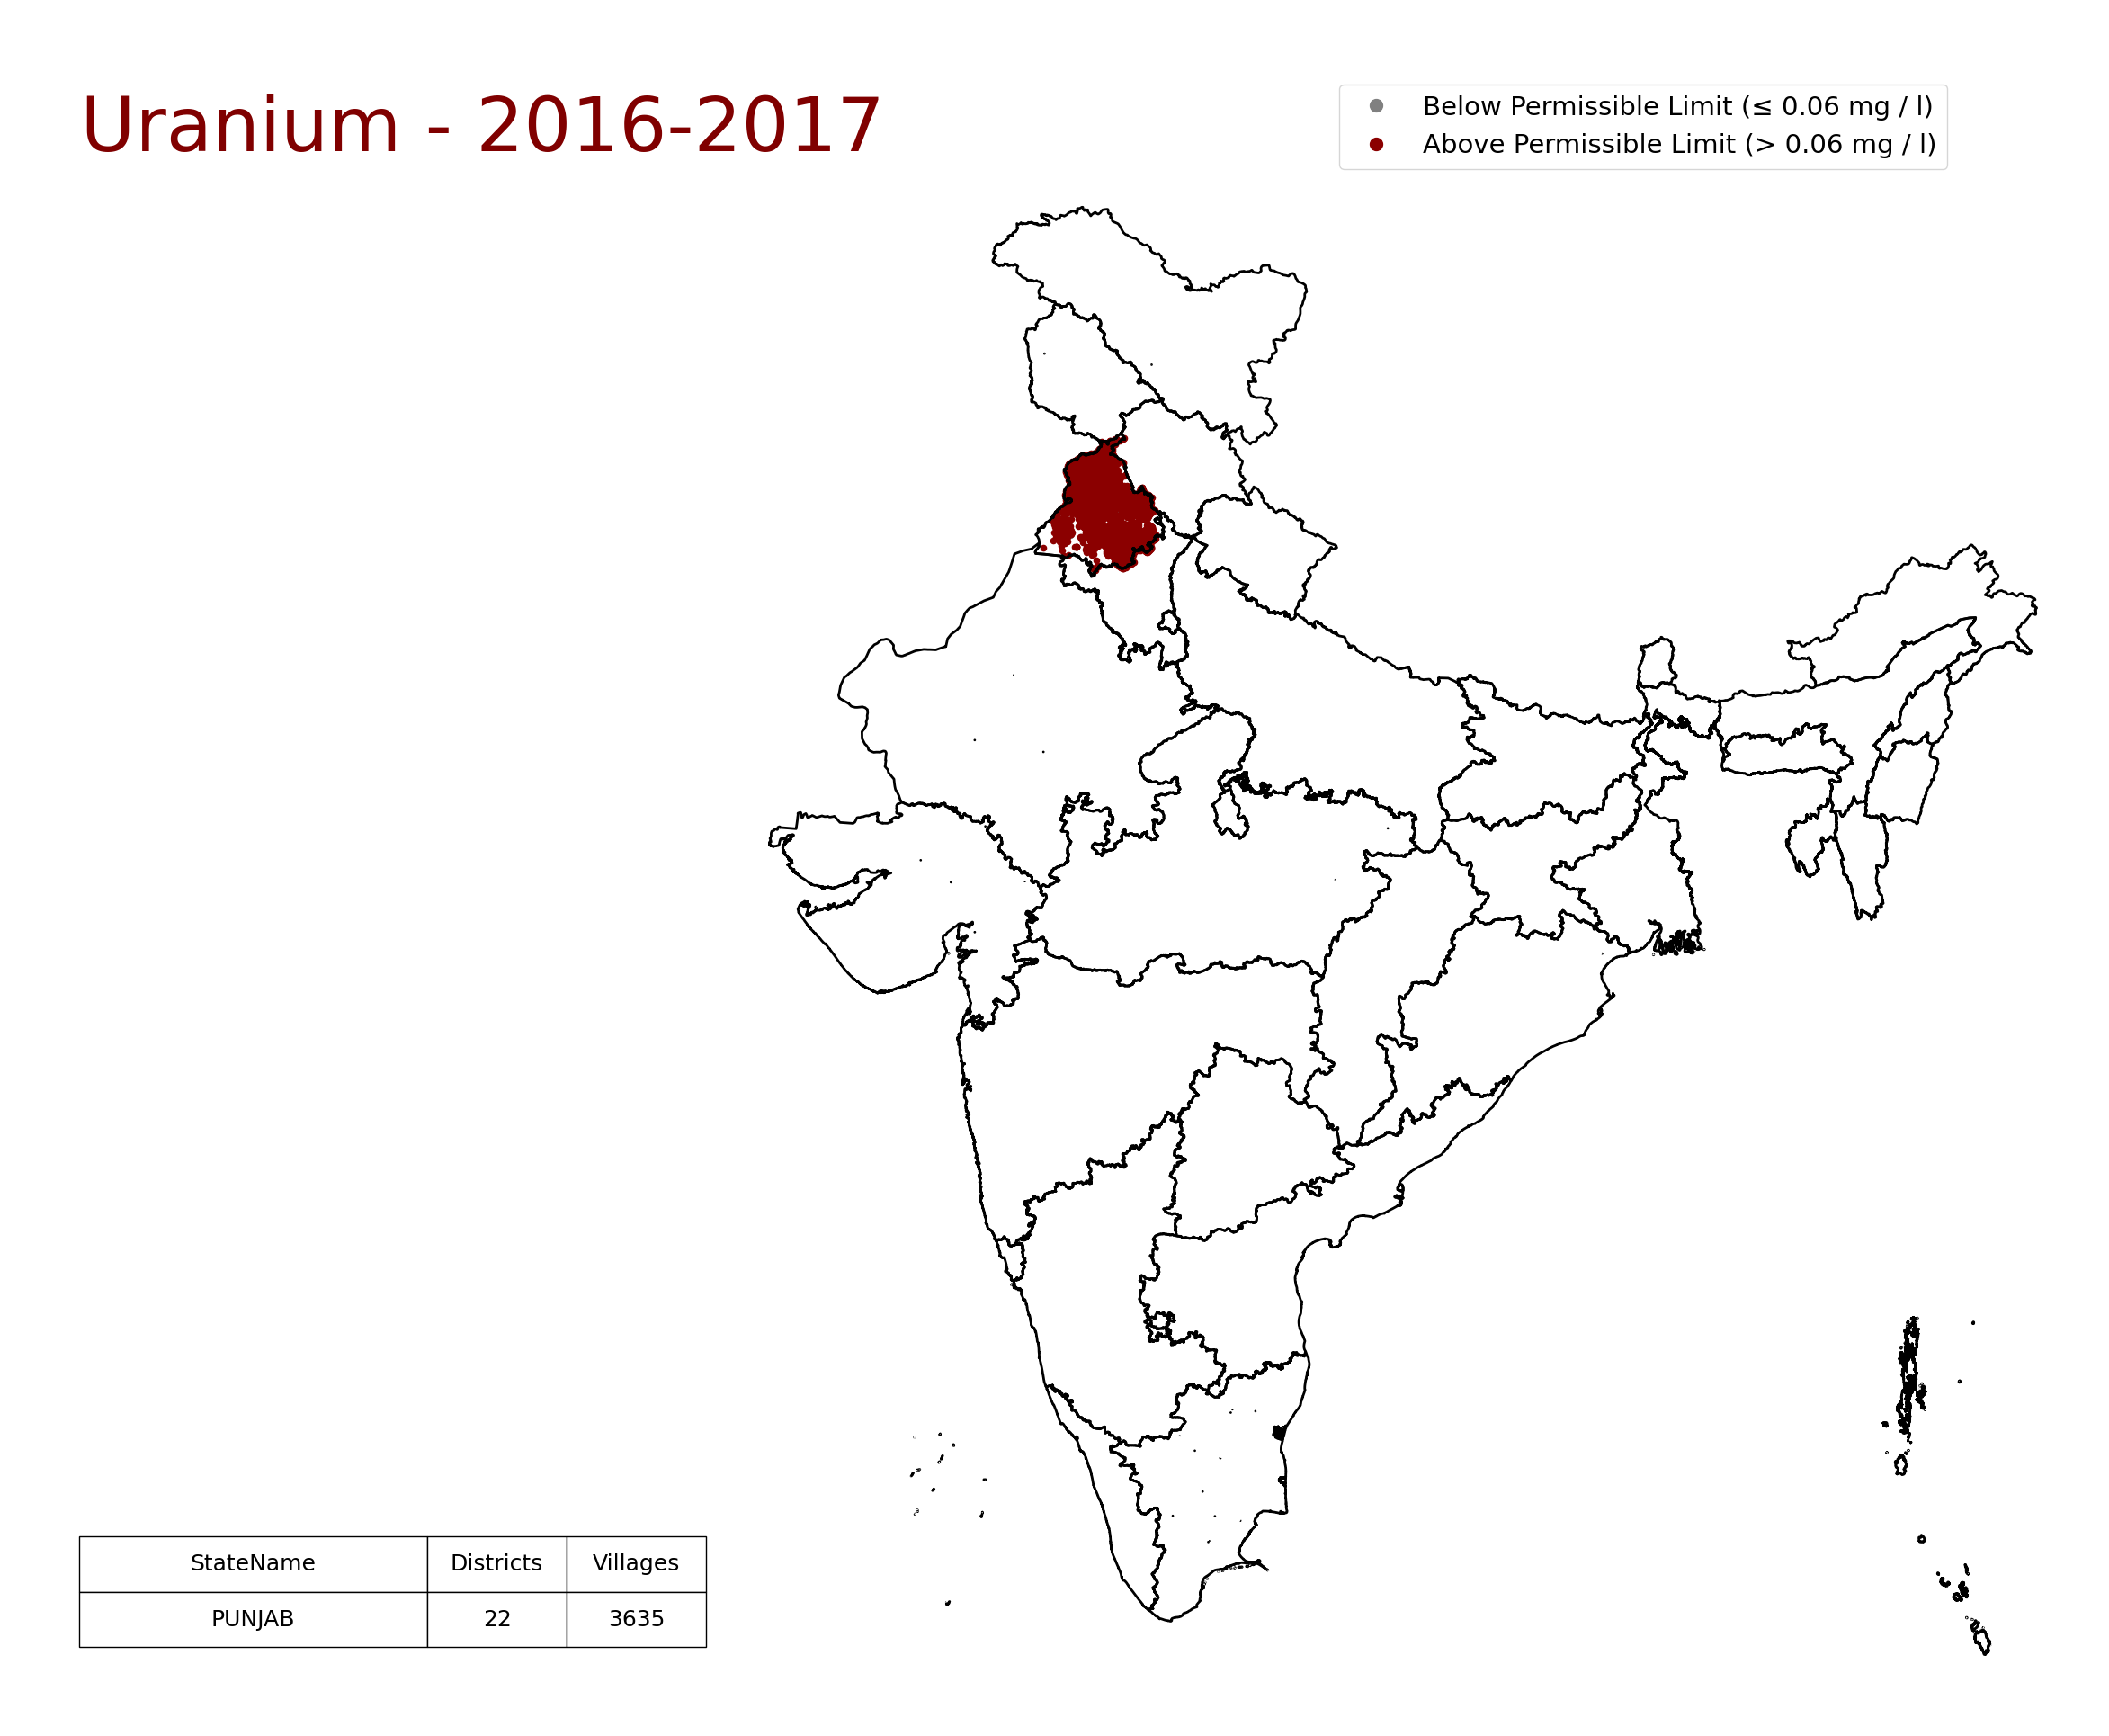 Uranium - 2016-2017
Below Permissible Limit (≤ 0.06 mg / l)
Above Permissible Limit (> 0.06 mg / l)
StateName Districts Villages
PUNJAB 22 3635